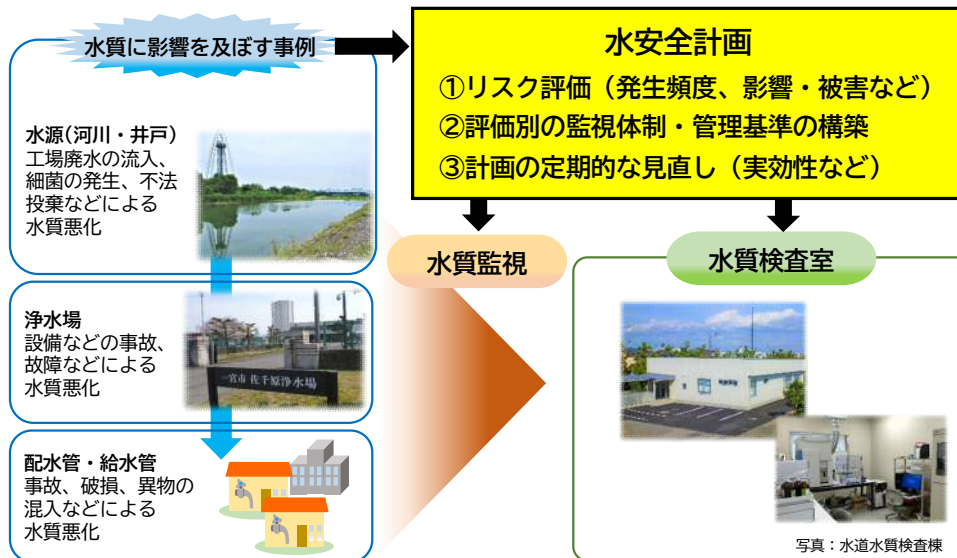 水質に影響を及ぼす事例
水源(河川・井戸)
工場廃水の流入、
細菌の発生、不法
投棄などによる
水質悪化
浄水場
設備などの事故、
故障などによる
水質悪化
一宮市 佐千原浄水場
配水管・給水管
事故、破損、異物の
混入などによる
水質悪化
水安全計画
①リスク評価（発生頻度、影響・被害など）
②評価別の監視体制・管理基準の構築
③計画の定期的な見直し（実効性など）
水質監視
水質検査室
写真：水道水質検査棟